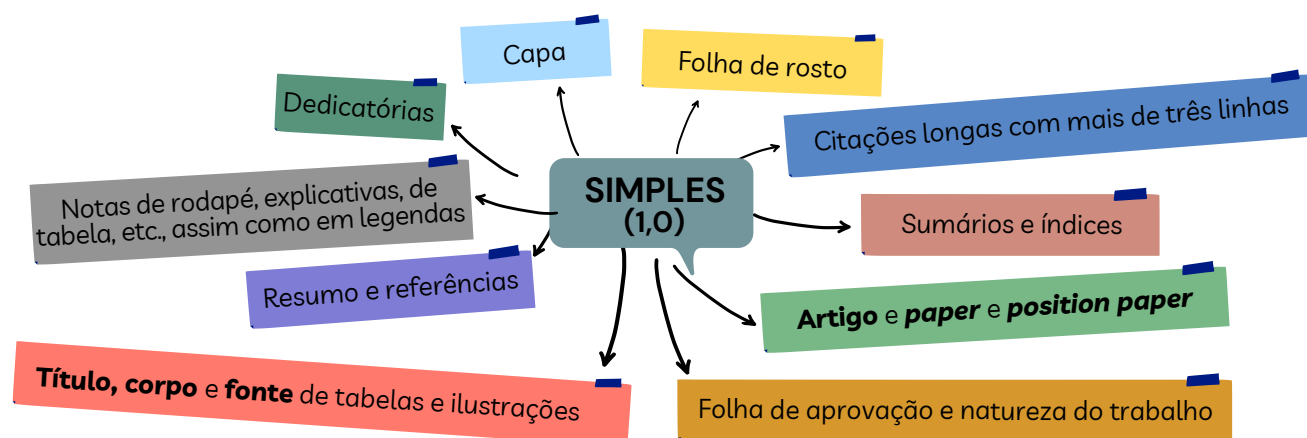 Capa
Folha de rosto
Dedicatórias
Citações longas com mais de três linhas
Notas de rodapé, explicativas, de
tabela, etc., assim como em legendas
SIMPLES
(1,0)
Sumários e índices
Resumo e referências
Artigo e paper e position paper
Título, corpo e fonte de tabelas e ilustrações
Folha de aprovação e natureza do trabalho